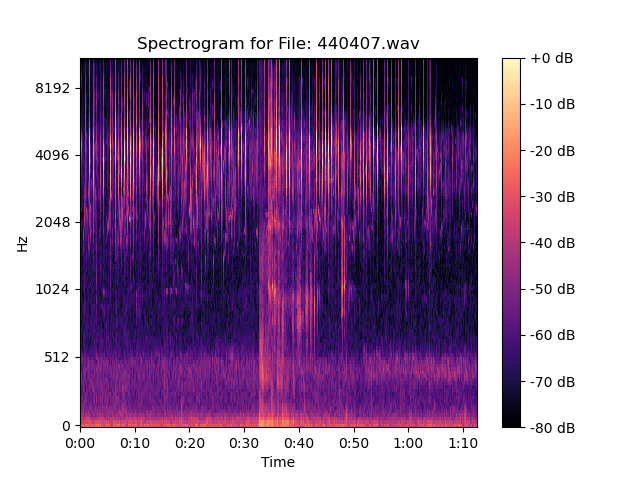 Spectrogram for File: 440407.wav
8192
4096
2048
1024
512
0
Hz
0:00 0:10 0:20 0:30 0:40 0:50 1:00 1:10
Time
+0 dB
-10 dB
-20 dB
-30 dB
-40 dB
-50 dB
-60 dB
-70 dB
-80 dB